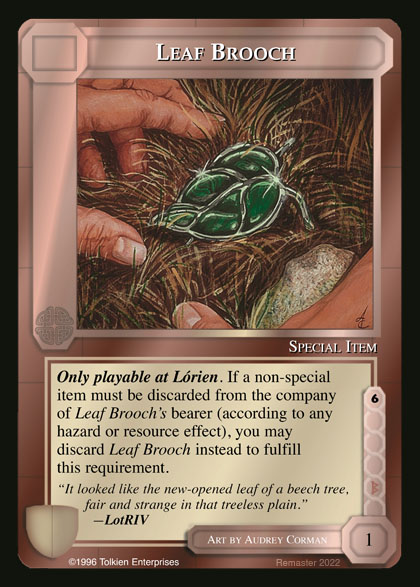 LEAF BROOCH
SPECIAL ITEM
Only playable at Lórien. If a non-special
item must be discarded from the company
of Leaf Brooch's bearer (according to any
hazard or resource effect), you may
discard Leaf Brooch instead to fulfill
this requirement.
“It looked like the new-opened leaf of a beech tree,
fair and strange in that treeless plain.”
—LotRIV
6
ART BY AUDREY CORMAN
1
©1996 Tolkien Enterprises
Remaster 2022